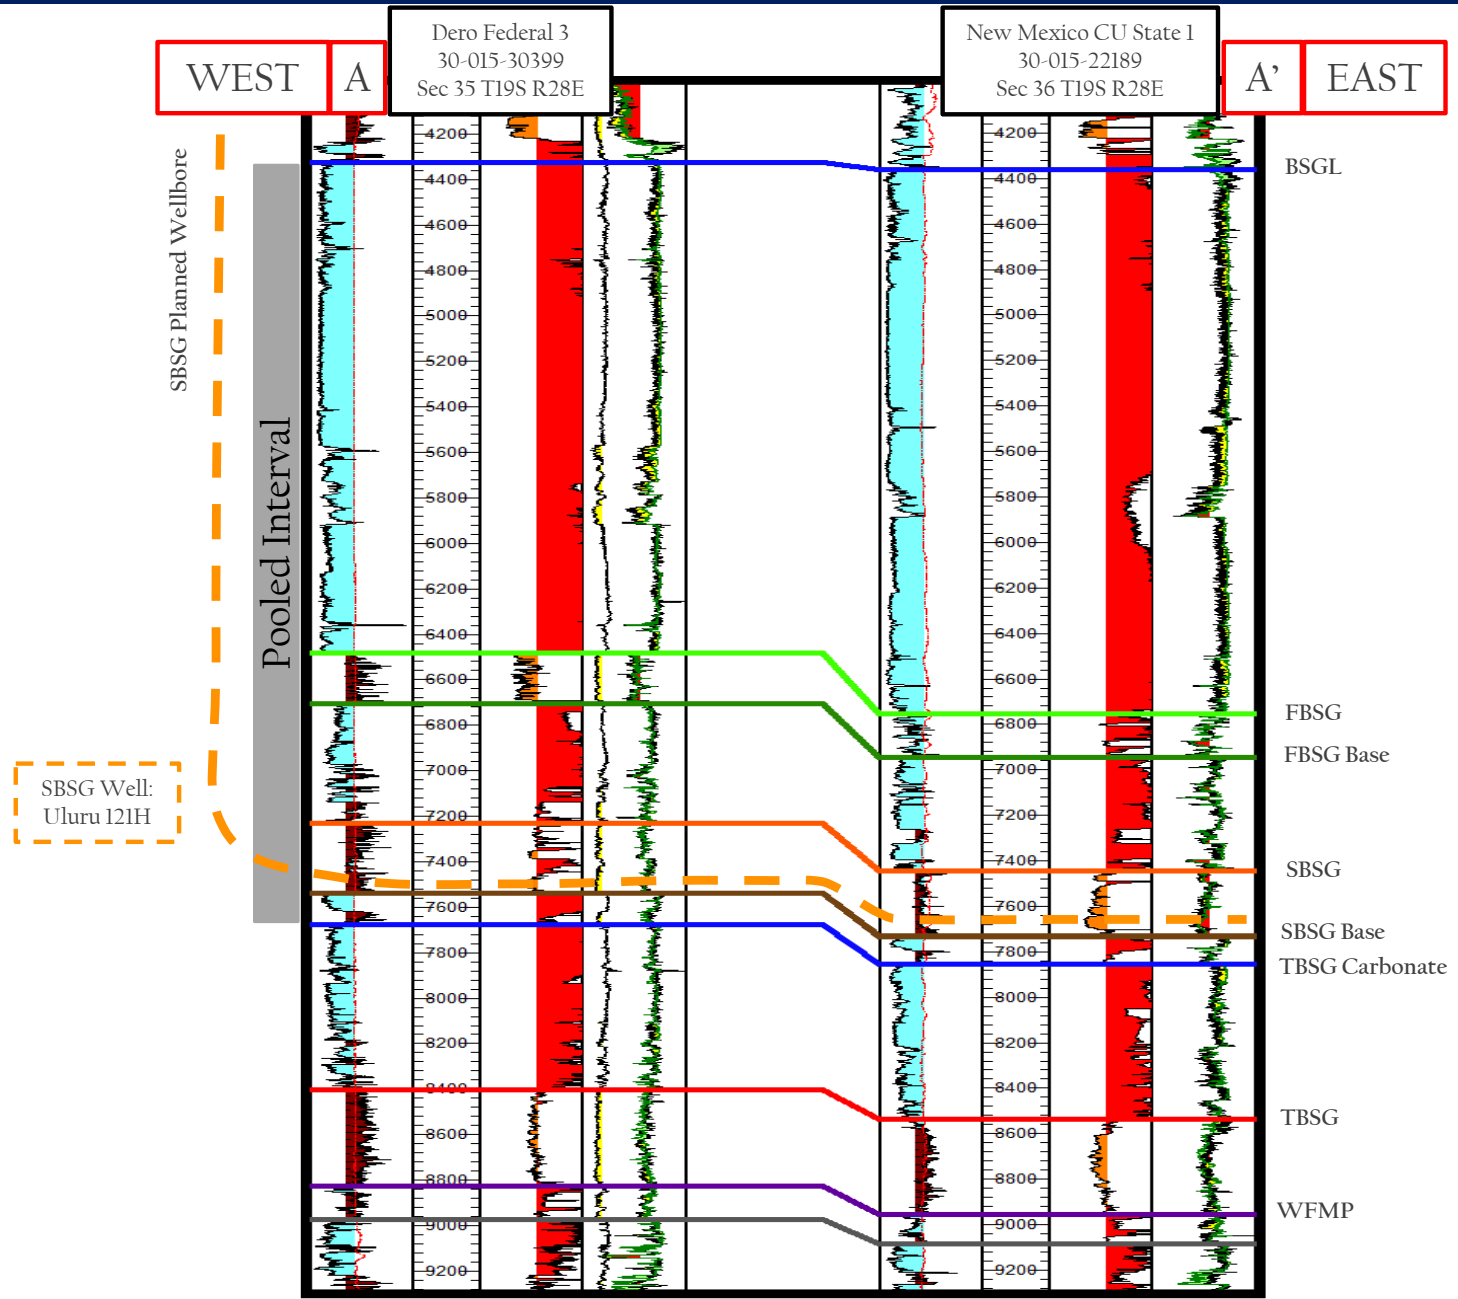 Dero Federal 3
30-015-30399
Sec 35 T19S R28E
New Mexico CU State 1
30-015-22189
Sec 36 T19S R28E
WEST
A
A'
EAST
SBSG Planned Wellbore
Pooled Interval
SBSG Well:
Uluru 121H
4200
4400
4600
4800
5000
5200
5400
5600
5800
6000
6200
6400
6600
6800
7000
7200
7400
7600
7800
8000
8200
8400
8600
8800
9000
9200
4200
4400
4600
4800
5000
5200
5400
5600
5800
6000
6200
6400
6600
6800
7000
7200
7400
7600
7800
8000
8200
8400
8600
8800
9000
9200
BSGL
FBSG
FBSG Base
SBSG
SBSG Base
TBSG Carbonate
TBSG
WFMP